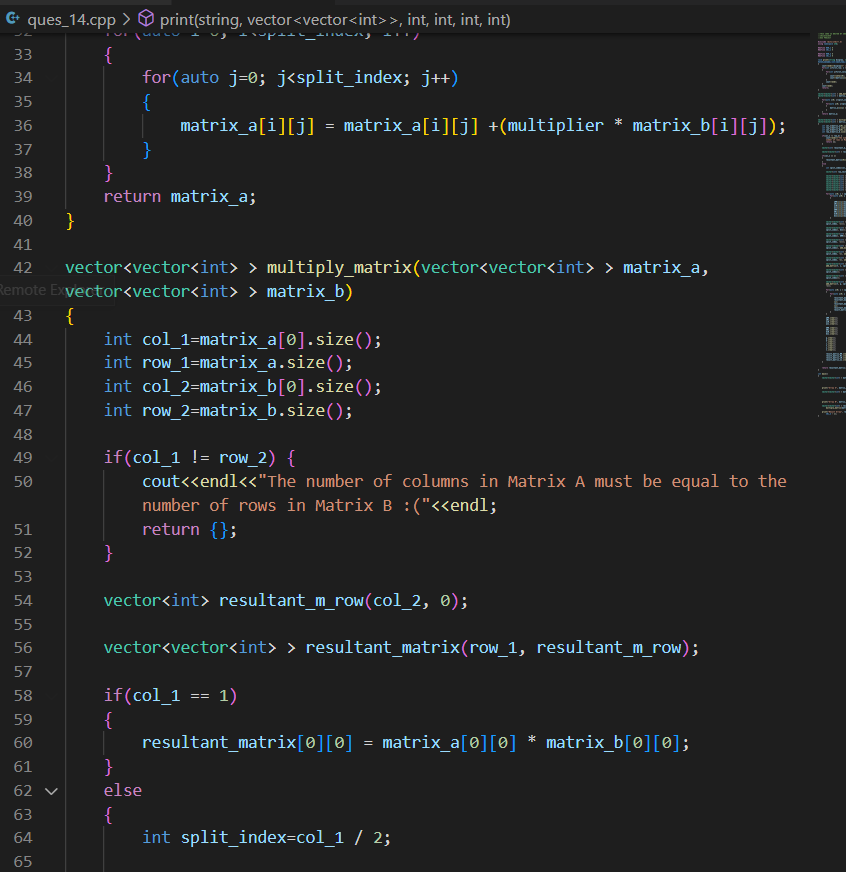 ques_14.cpp > print(string, vector<vector<int>>, int, int, int, int)
32 for(auto i=0; i<split_index; i++)
33 {
34 for(auto j=0; j<split_index; j++)
35 {
36 matrix_a[i][j] = matrix_a[i][j] +(multiplier * matrix_b[i][j]);
37 }
38 }
39 return matrix_a;
40 }
41
42 vector<vector<int> > multiply_matrix(vector<vector<int> > matrix_a,
vector<vector<int> > matrix_b)
43 {
44 int col_1=matrix_a[0].size();
45 int row_1=matrix_a.size();
46 int col_2=matrix_b[0].size();
47 int row_2=matrix_b.size();
48
49 if(col_1 != row_2) {
50 cout<<endl<<"The number of columns in Matrix A must be equal to the
number of rows in Matrix B :("<<endl;
51 return {};
52 }
53
54 vector<int> resultant_m_row(col_2, 0);
55
56 vector<vector<int> > resultant_matrix(row_1, resultant_m_row);
57
58 if(col_1 == 1)
59 {
60 resultant_matrix[0][0] = matrix_a[0][0] * matrix_b[0][0];
61 }
62 else
63 {
64 int split_index=col_1 / 2;
65